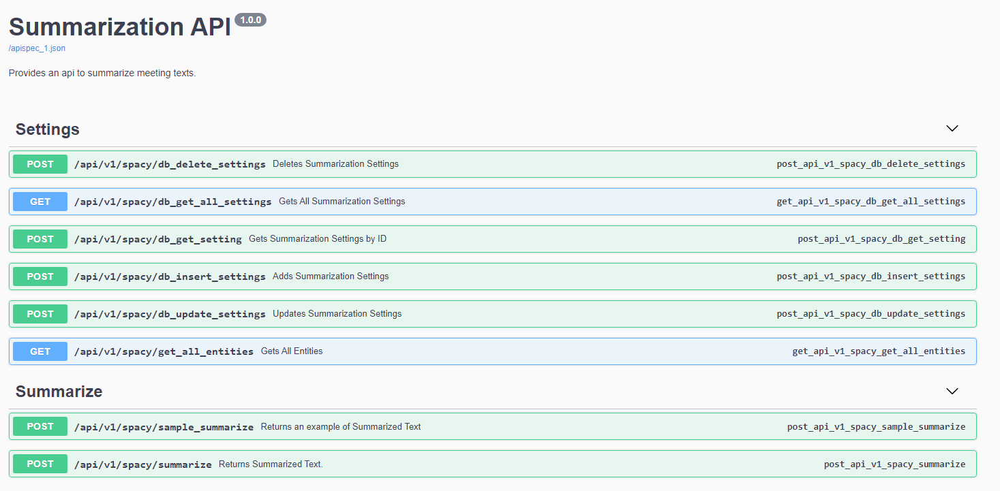 Summarization API 1.0.0
/apispec_1.json
Provides an api to summarize meeting texts.
Settings
POST /api/v1/spacy/db_delete_settings Deletes Summarization Settings post_api_v1_spacy_db_delete_settings
GET /api/v1/spacy/db_get_all_settings Gets All Summarization Settings get_api_v1_spacy_db_get_all_settings
POST /api/v1/spacy/db_get_setting Gets Summarization Settings by ID post_api_v1_spacy_db_get_setting
POST /api/v1/spacy/db_insert_settings Adds Summarization Settings post_api_v1_spacy_db_insert_settings
POST /api/v1/spacy/db_update_settings Updates Summarization Settings post_api_v1_spacy_db_update_settings
GET /api/v1/spacy/get_all_entities Gets All Entities get_api_v1_spacy_get_all_entities
Summarize
POST /api/v1/spacy/sample_summarize Returns an example of Summarized Text post_api_v1_spacy_sample_summarize
POST /api/v1/spacy/summarize Returns Summarized Text. post_api_v1_spacy_summarize